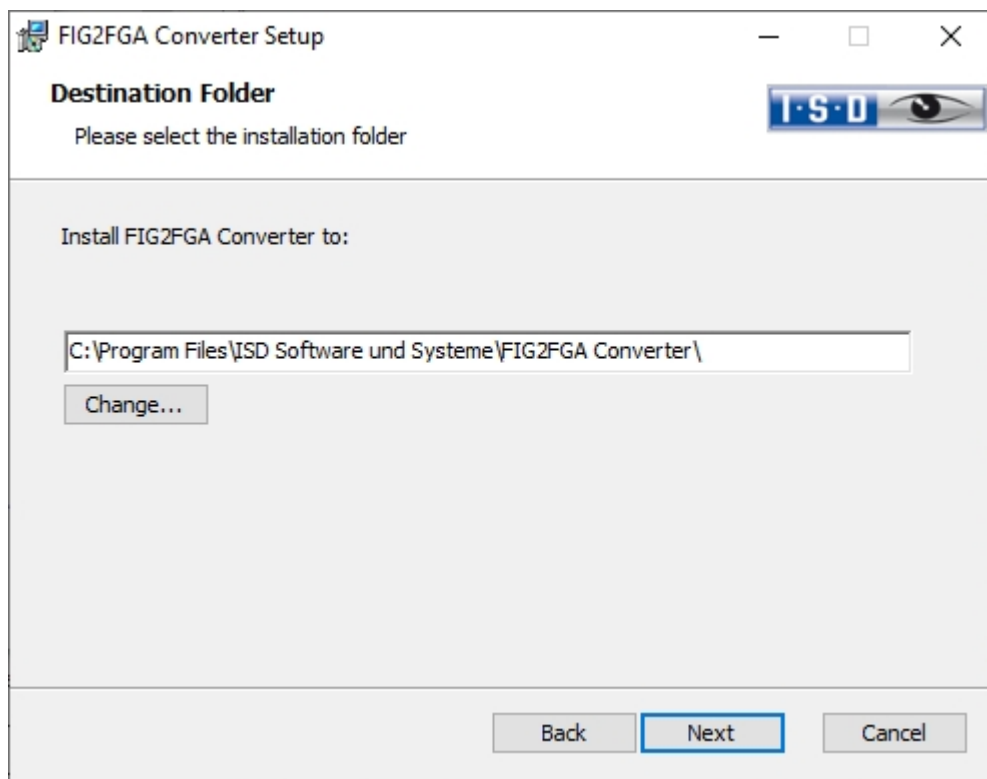 FIG2FGA Converter Setup
Destination Folder
I·S·D
Please select the installation folder
Install FIG2FGA Converter to:
C:\Program Files\ISD Software und Systeme\FIG2FGA Converter\
Change...
Back Next Cancel